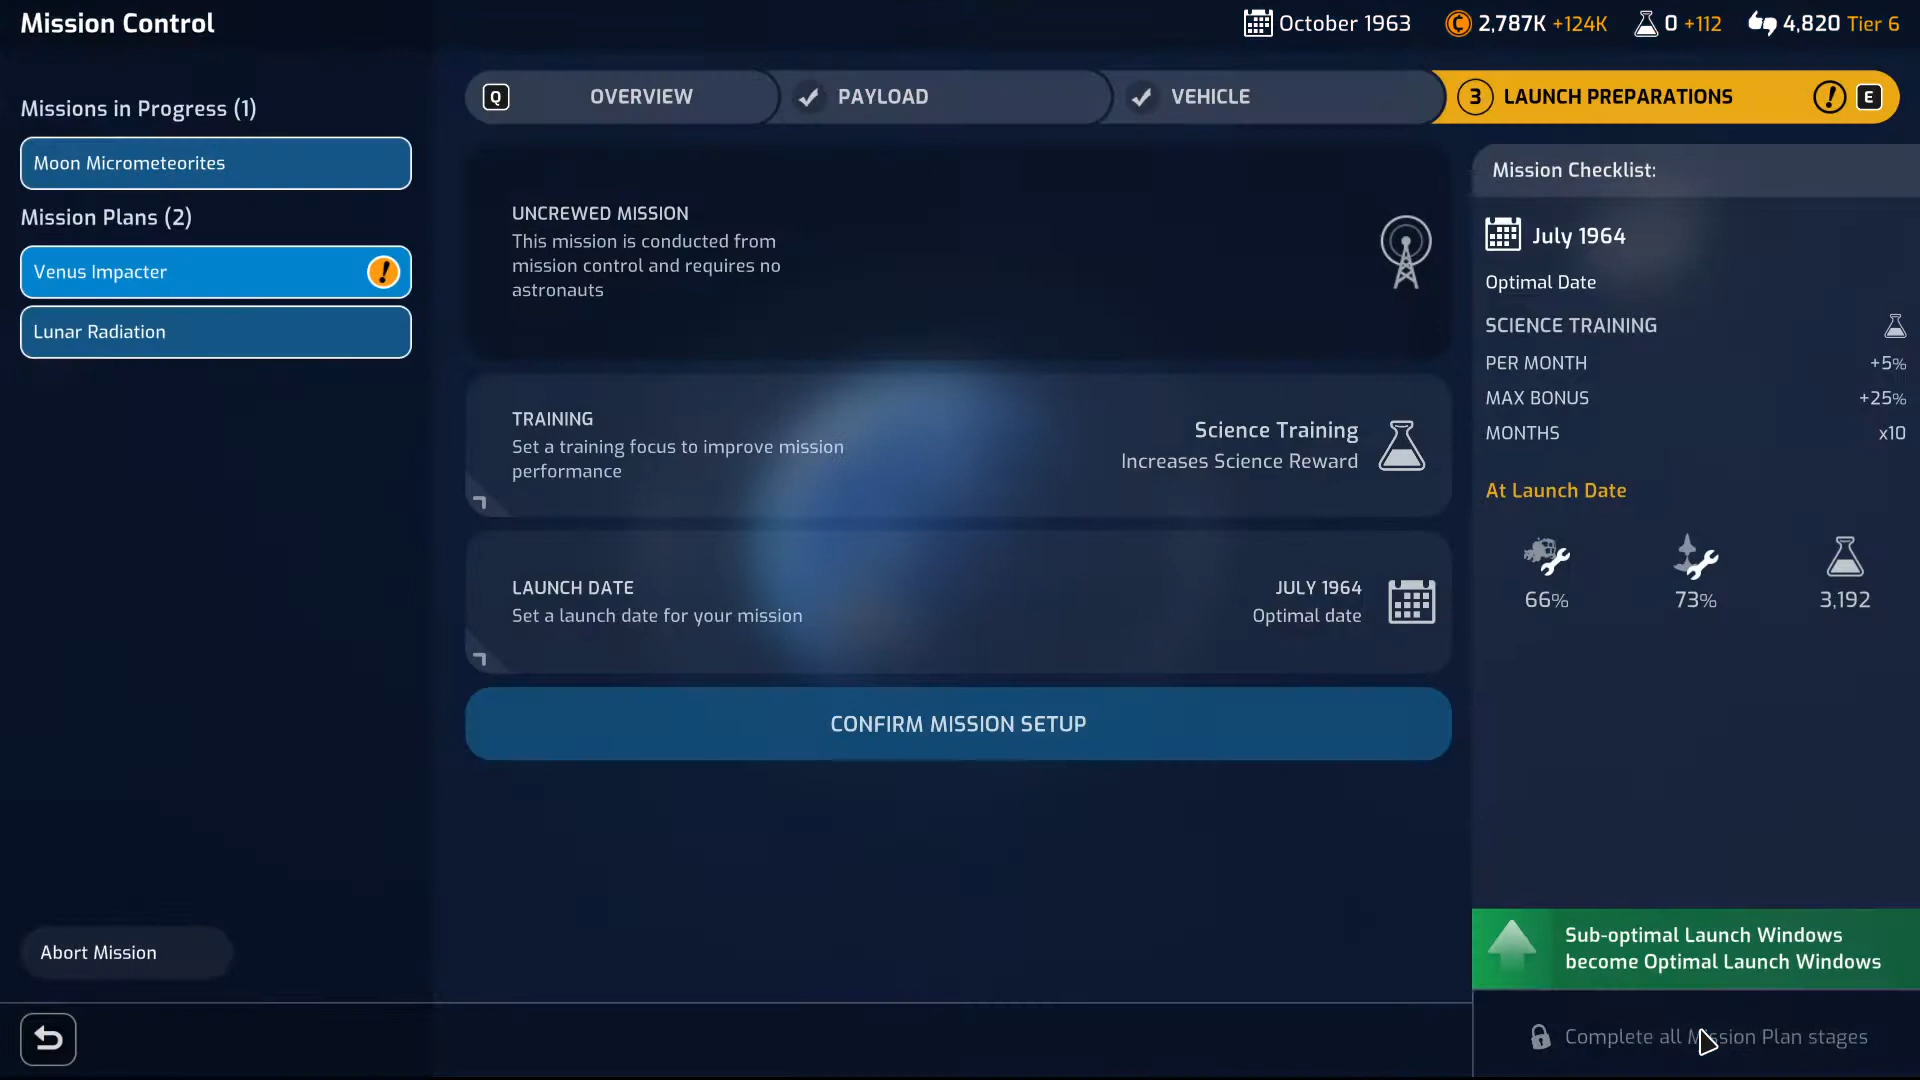 Mission Control
October 1963
2,787K +124K
0 +112
4,820 Tier 6
Missions in Progress (1)
Moon Micrometeorites
Mission Plans (2)
Venus Impacter
!
Lunar Radiation
Abort Mission
Q
OVERVIEW
PAYLOAD
VEHICLE
3 LAUNCH PREPARATIONS
!
E
UNCREWED MISSION
This mission is conducted from
mission control and requires no
astronauts
TRAINING
Set a training focus to improve mission
performance
Science Training
Increases Science Reward
LAUNCH DATE
Set a launch date for your mission
JULY 1964
Optimal date
CONFIRM MISSION SETUP
Mission Checklist:
July 1964
Optimal Date
SCIENCE TRAINING
PER MONTH +5%
MAX BONUS +25%
MONTHS x10
At Launch Date
66% 73% 3,192
Sub-optimal Launch Windows
become Optimal Launch Windows
Complete all Mission Plan stages